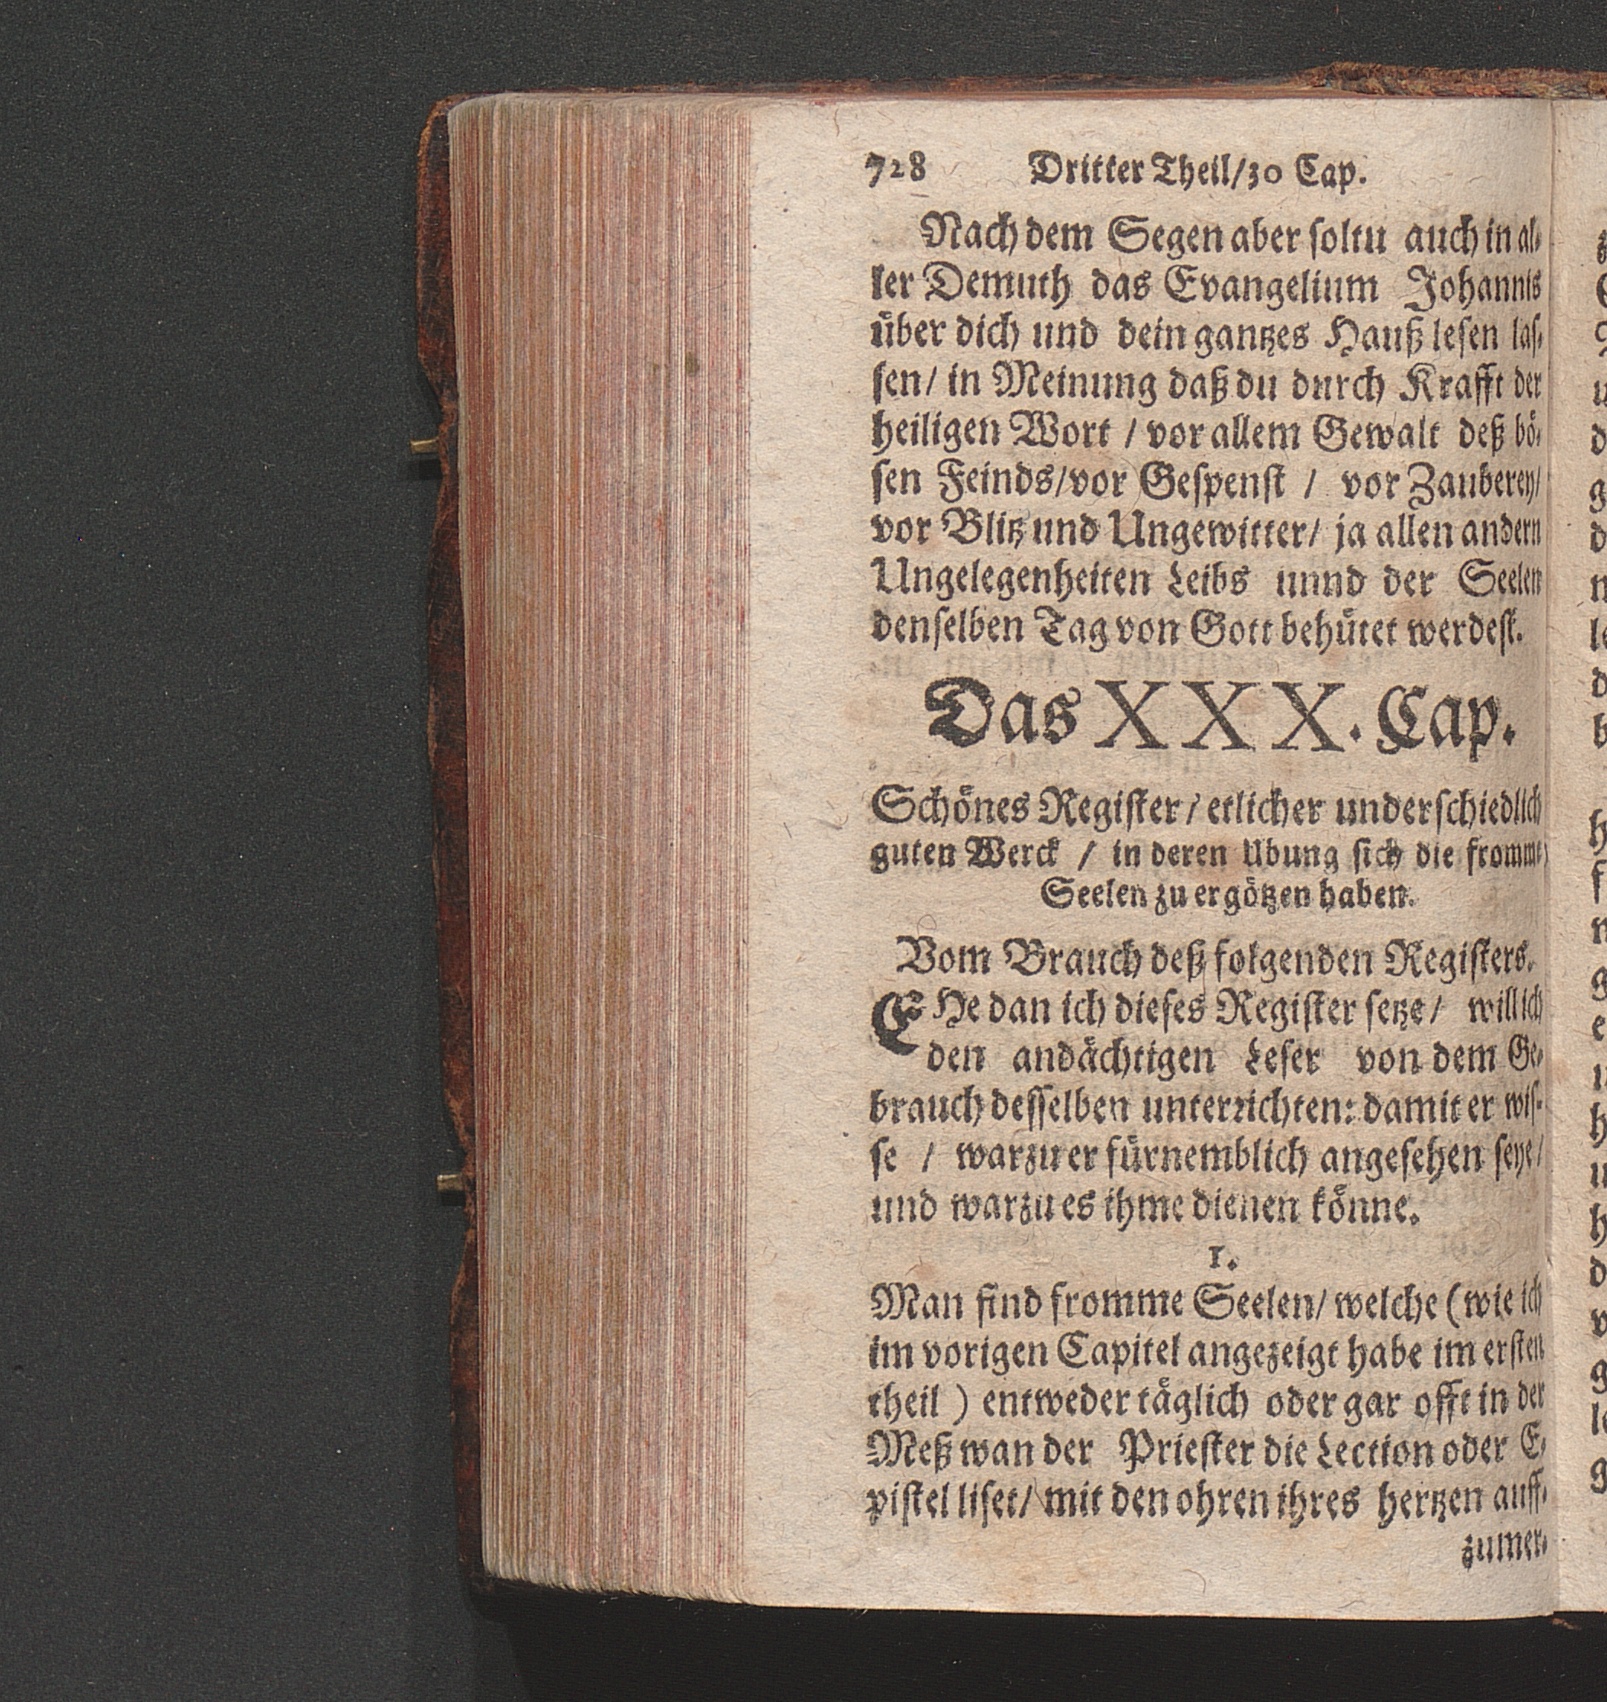 728 Dritter Theil/30 Cap.
Nach dem Segen aber ſoltu auch in al-
ler Demuth das Evangelium Johannis
über dich und dein gantzes Hauß leſen laſ-
ſen/ in Meinung daß du durch Krafft der
heiligen Wort / vor allem Gewalt deß bö-
ſen Feinds/vor Geſpenſt / vor Zauberey/
vor Blitz und Ungewitter/ ja allen andern
Ungelegenheiten Leibs unnd der Seelen
denſelben Tag von Gott behütet werdeſt.
Das XXX. Cap.
Schönes Regiſter / etlicher underſchiedlich
guten Werck / in deren Ubung ſich die fromme
Seelen zu ergötzen haben.
Vom Brauch deß folgenden Regiſters.
EHe dan ich dieſes Regiſter ſetze / will ich
den andächtigen Leſer von dem Ge-
brauch deſſelben unterrichten: damit er wiſ-
ſe / warzu er fürnemblich angeſehen ſeye/
und warzu es ihme dienen könne.
1.
Man find fromme Seelen/ welche (wie ich
im vorigen Capitel angezeigt habe im erſten
theil ) entweder täglich oder gar offt in der
Meß wan der Prieſter die Lection oder E-
piſtel liſet/ mit den ohren ihres hertzen auff-
zumer-